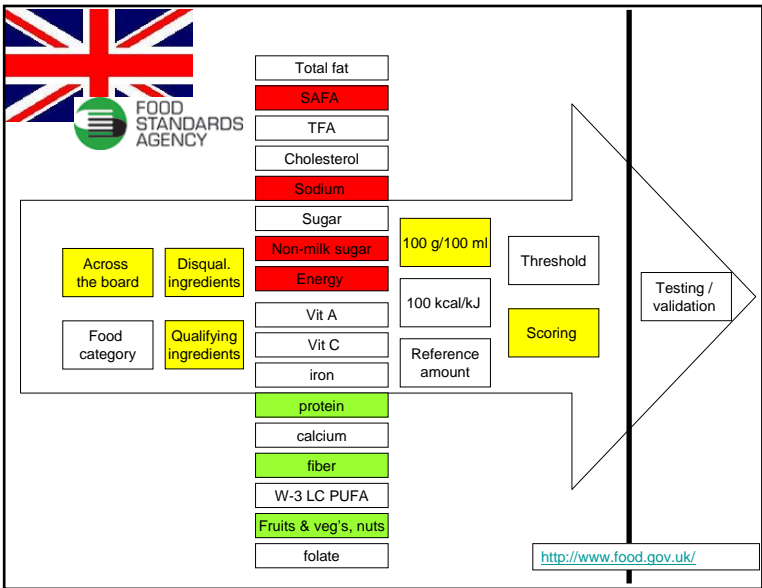 FOOD
STANDARDS
AGENCY
Total fat
SAFA
TFA
Cholesterol
Sodium
Sugar
Non-milk sugar
Energy
Vit A
Vit C
iron
protein
calcium
fiber
W-3 LC PUFA
Fruits & veg's, nuts
folate
Across
the board
Disqual.
ingredients
Food
category
Qualifying
ingredients
100 g/100 ml
100 kcal/kJ
Reference
amount
Threshold
Scoring
Testing /
validation
http://www.food.gov.uk/